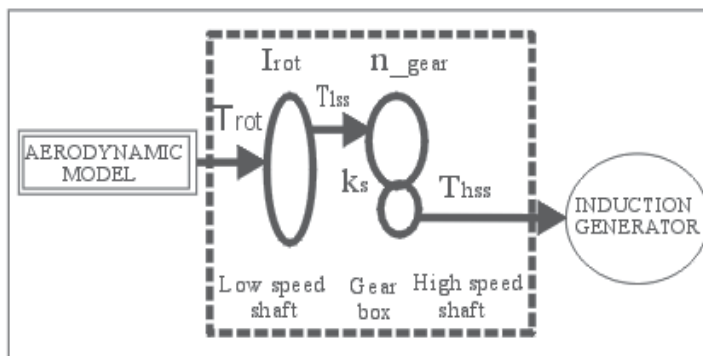 Irot
n_gear
Tlss
Trot
AERODYNAMIC
MODEL
ks
Thss
INDUCTION
GENERATOR
Low speed
shaft
Gear
box
High speed
shaft